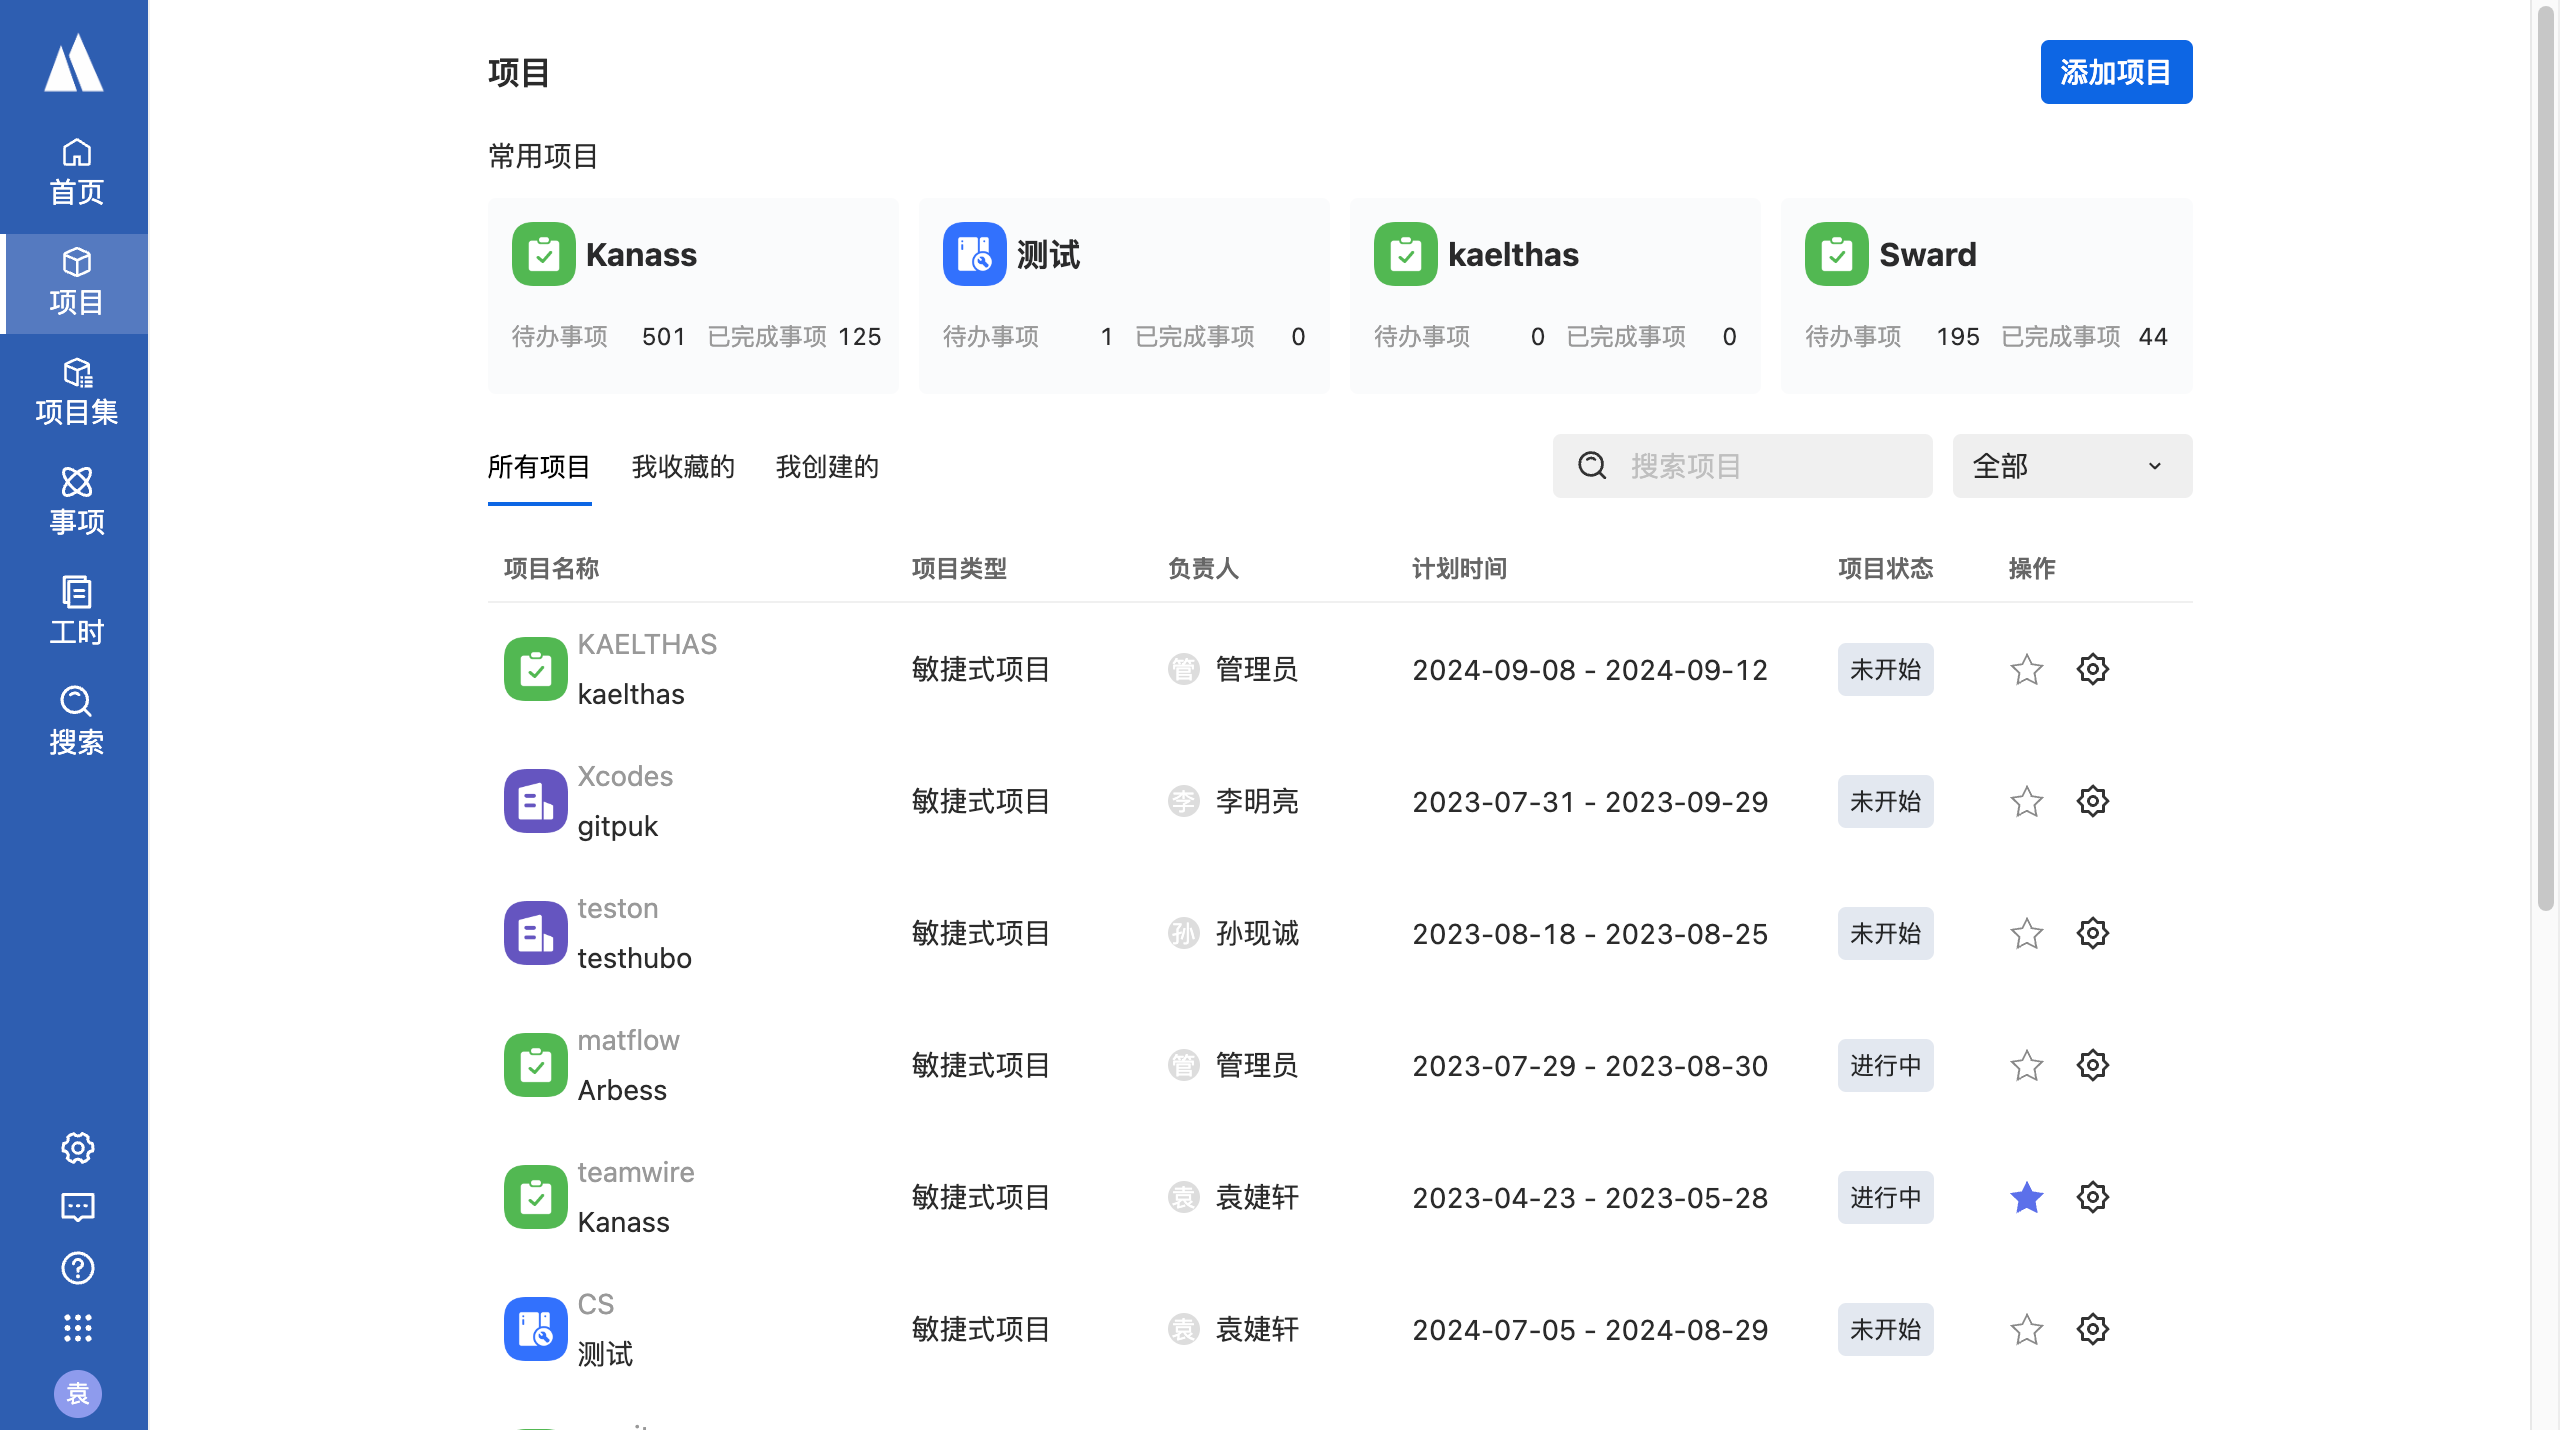 首页
项目
项目集
事项
工时
搜索
袁
项目
添加项目
常用项目
Kanass
待办事项 501 已完成事项 125
测试
待办事项 1 已完成事项 0
kaelthas
待办事项 0 已完成事项 0
Sward
待办事项 195 已完成事项 44
所有项目 我收藏的 我创建的
搜索项目
全部
项目名称 项目类型 负责人 计划时间 项目状态 操作
KAELTHAS
kaelthas
敏捷式项目 管 管理员 2024-09-08 - 2024-09-12 未开始
Xcodes
gitpuk
敏捷式项目 李 李明亮 2023-07-31 - 2023-09-29 未开始
teston
testhubo
敏捷式项目 孙 孙现诚 2023-08-18 - 2023-08-25 未开始
matflow
Arbess
敏捷式项目 管 管理员 2023-07-29 - 2023-08-30 进行中
teamwire
Kanass
敏捷式项目 袁 袁婕轩 2023-04-23 - 2023-05-28 进行中
CS
测试
敏捷式项目 袁 袁婕轩 2024-07-05 - 2024-08-29 未开始